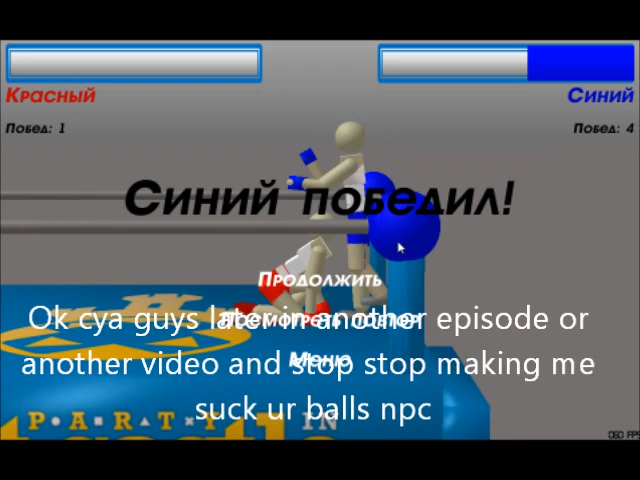 Красный
Синий
Побед: 1
Побед: 4
Синий победил!
Продолжить
Ok cya guys later in another episode or
another video and stop stop making me
suck ur balls npc
Меню
P•A•R•T•Y IN